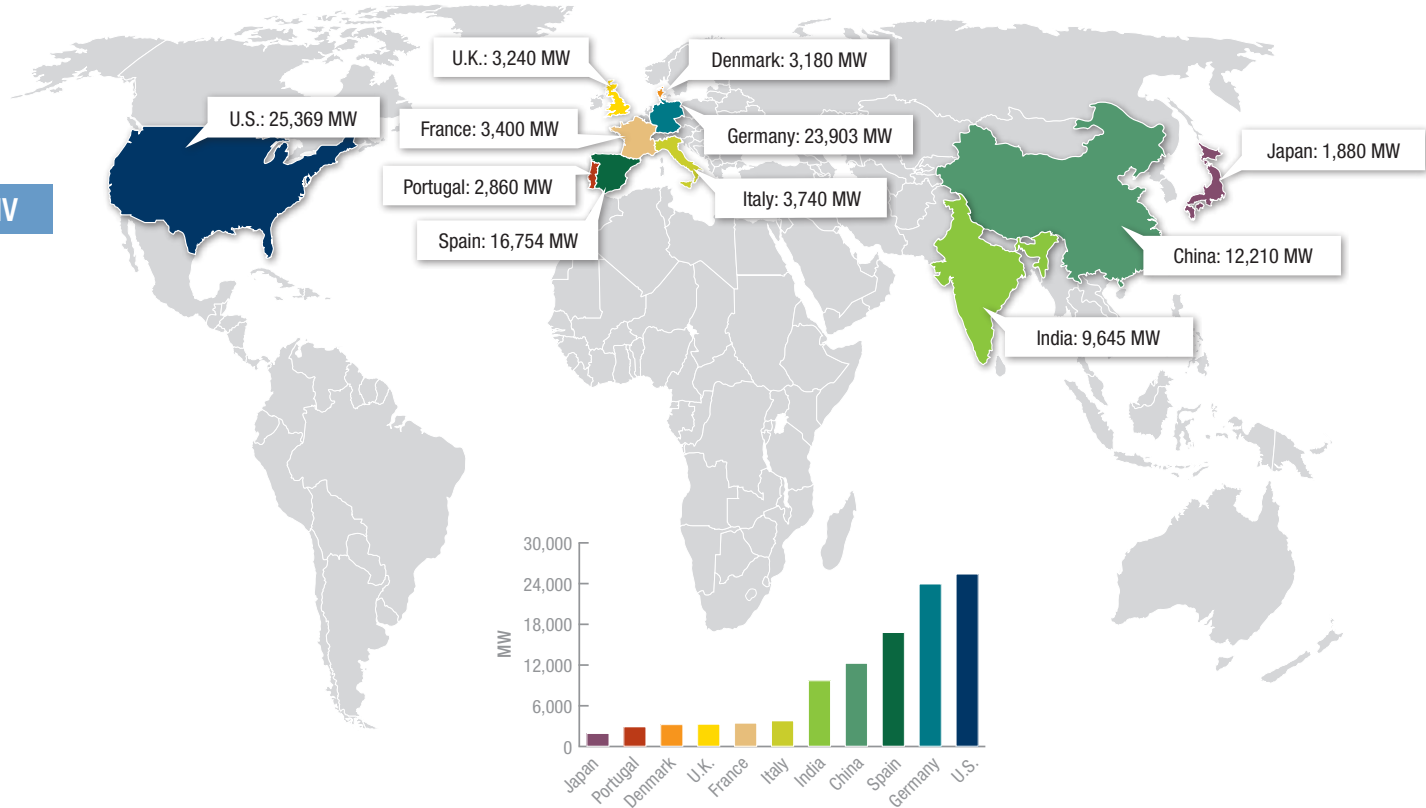 U.K.: 3,240 MW
Denmark: 3,180 MW
U.S.: 25,369 MW
France: 3,400 MW
Germany: 23,903 MW
Japan: 1,880 MW
Portugal: 2,860 MW
Italy: 3,740 MW
IV
Spain: 16,754 MW
China: 12,210 MW
India: 9,645 MW
30,000
24,000
18,000
12,000
6,000
0
MW
Japan
Portugal
Denmark
U.K.
France
Italy
India
China
Spain
Germany
U.S.